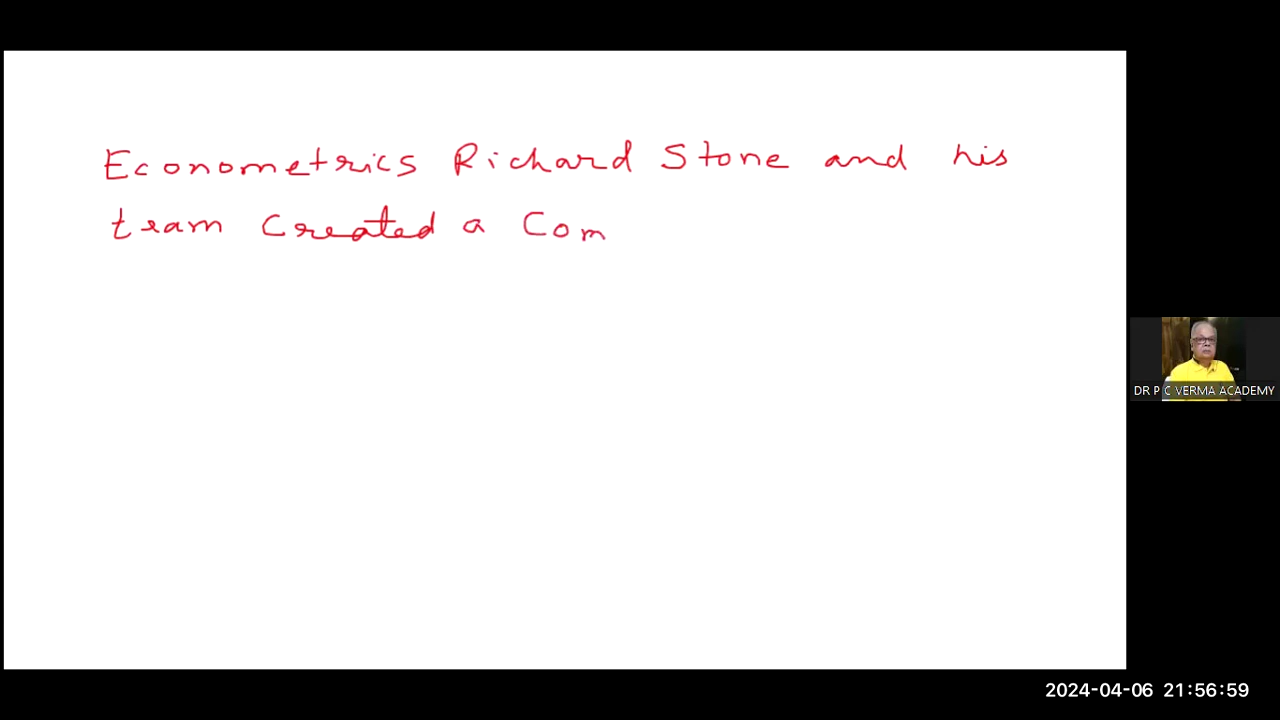 Econometrics Richard Stone and his
team Created a Com
DR P C VERMA ACADEMY
2024-04-06 21:56:59